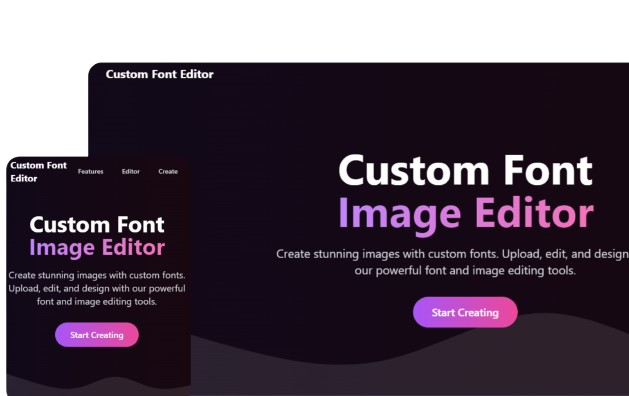 Custom Font Editor
Custom Font
Image Editor
Create stunning images with custom fonts. Upload, edit, and design
our powerful font and image editing tools.
Start Creating
Custom Font
Editor
Features
Editor
Create
Custom Font
Image Editor
Create stunning images with custom fonts.
Upload, edit, and design with our powerful
font and image editing tools.
Start Creating